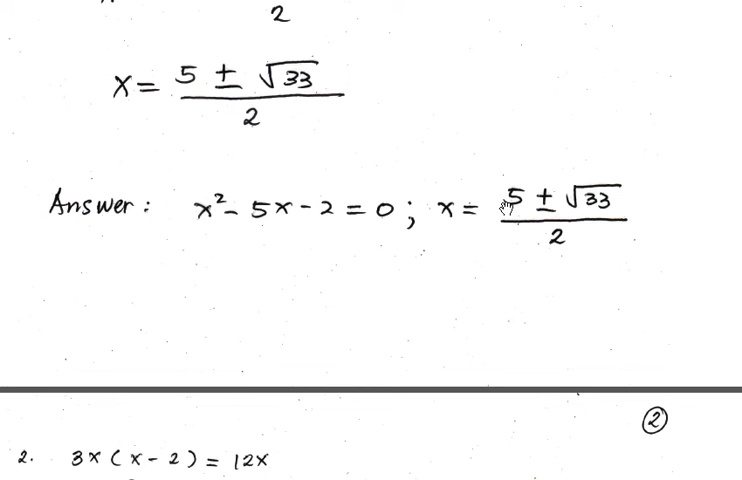 2
x = 5 ± √33
2
Answer : x² - 5x - 2 = 0 ; x = 5 ± √33
2
2
2. 3x ( x - 2 ) = 12x